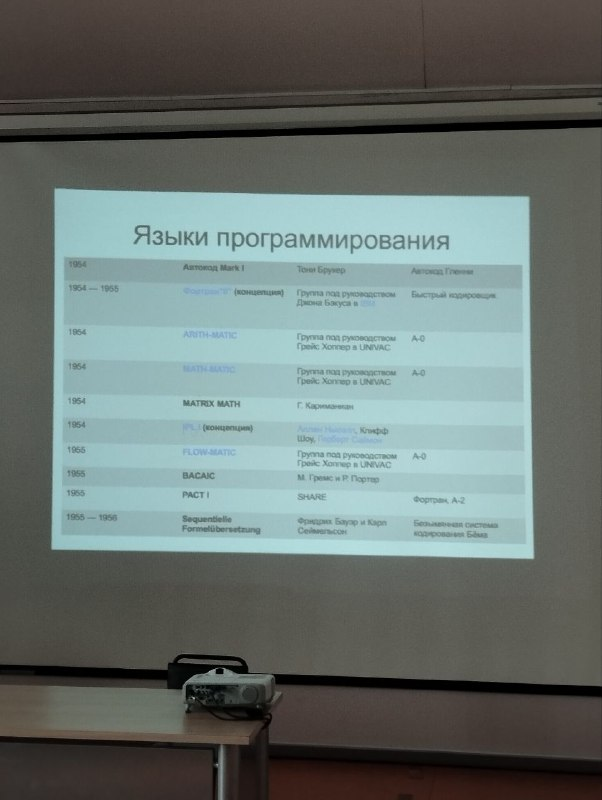 Языки программирования
1954 Автокод Mark I Тони Брукер Автокод Гленни
1954 — 1955 Фортран "0" (концепция) Группа под руководством Быстрый кодировщик
Джона Бэкуса в
1954 ARITH-MATIC Группа под руководством А-0
Грейс Хоппер в UNIVAC
1954 MATH-MATIC Группа под руководством А-0
Грейс Хоппер в UNIVAC
1954 MATRIX MATH Г. Кариманиан
1954 IPL I (концепция) Аллен Ньюэлл, Клифф
Шоу, Герберт Саймон
1955 FLOW-MATIC Группа под руководством А-0
Грейс Хоппер в UNIVAC
1955 BACAIC М. Гремс и Р. Портер
1955 PACT I SHARE Фортран, А-2
1955 — 1956 Sequentielle Фридрих Бауэр и Карл Безымянная система
Formelübersetzung Сеймельсон кодирования Бёма